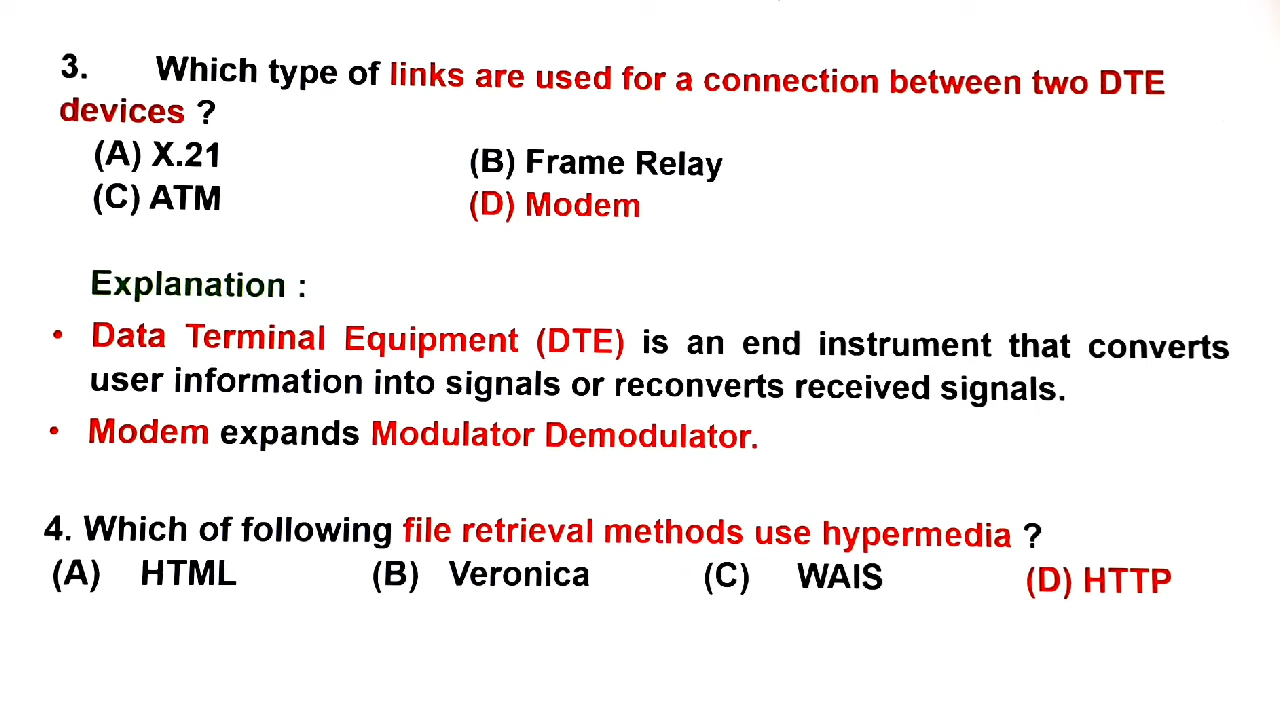 3. Which type of links are used for a connection between two DTE
devices ?
(A) X.21 (B) Frame Relay
(C) ATM (D) Modem
Explanation :
• Data Terminal Equipment (DTE) is an end instrument that converts
user information into signals or reconverts received signals.
• Modem expands Modulator Demodulator.
4. Which of following file retrieval methods use hypermedia ?
(A) HTML (B) Veronica (C) WAIS (D) HTTP